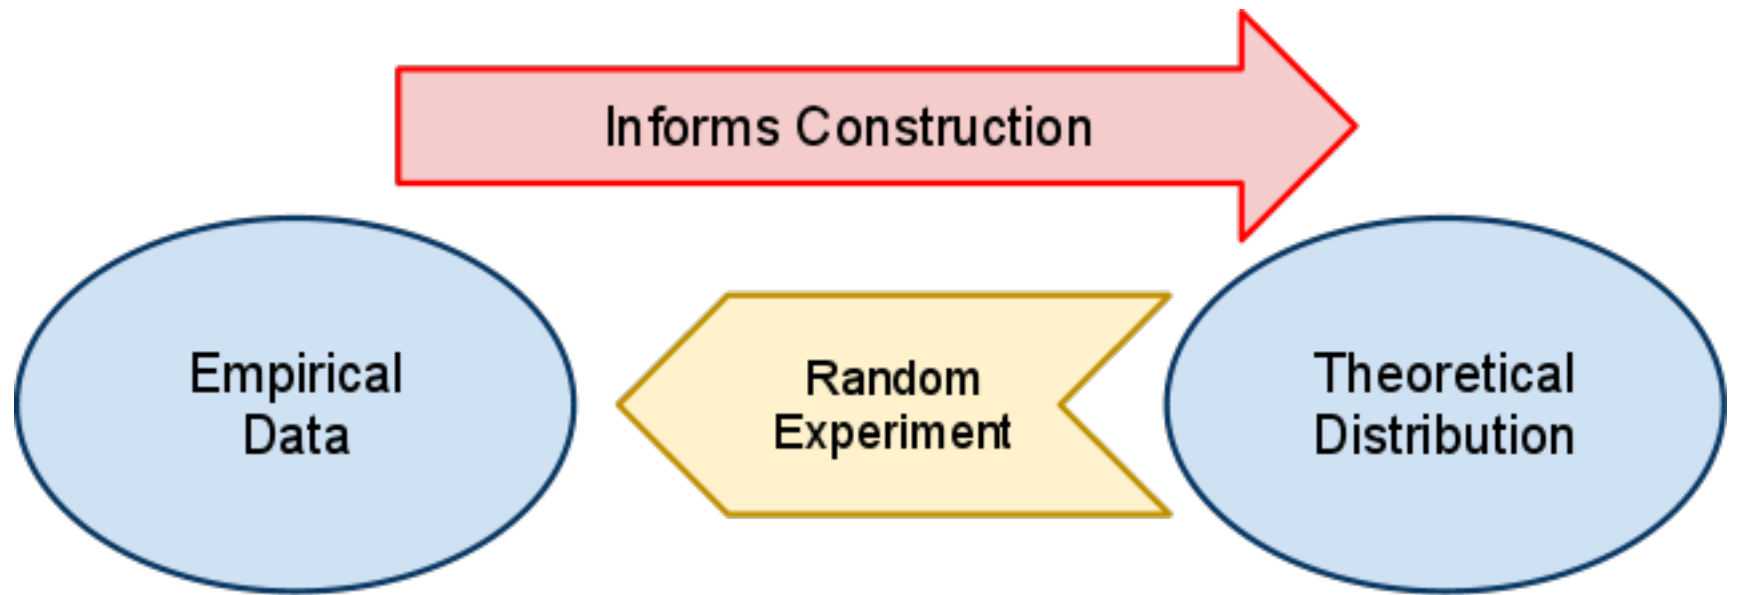 Informs Construction
Empirical
Data
Random
Experiment
Theoretical
Distribution